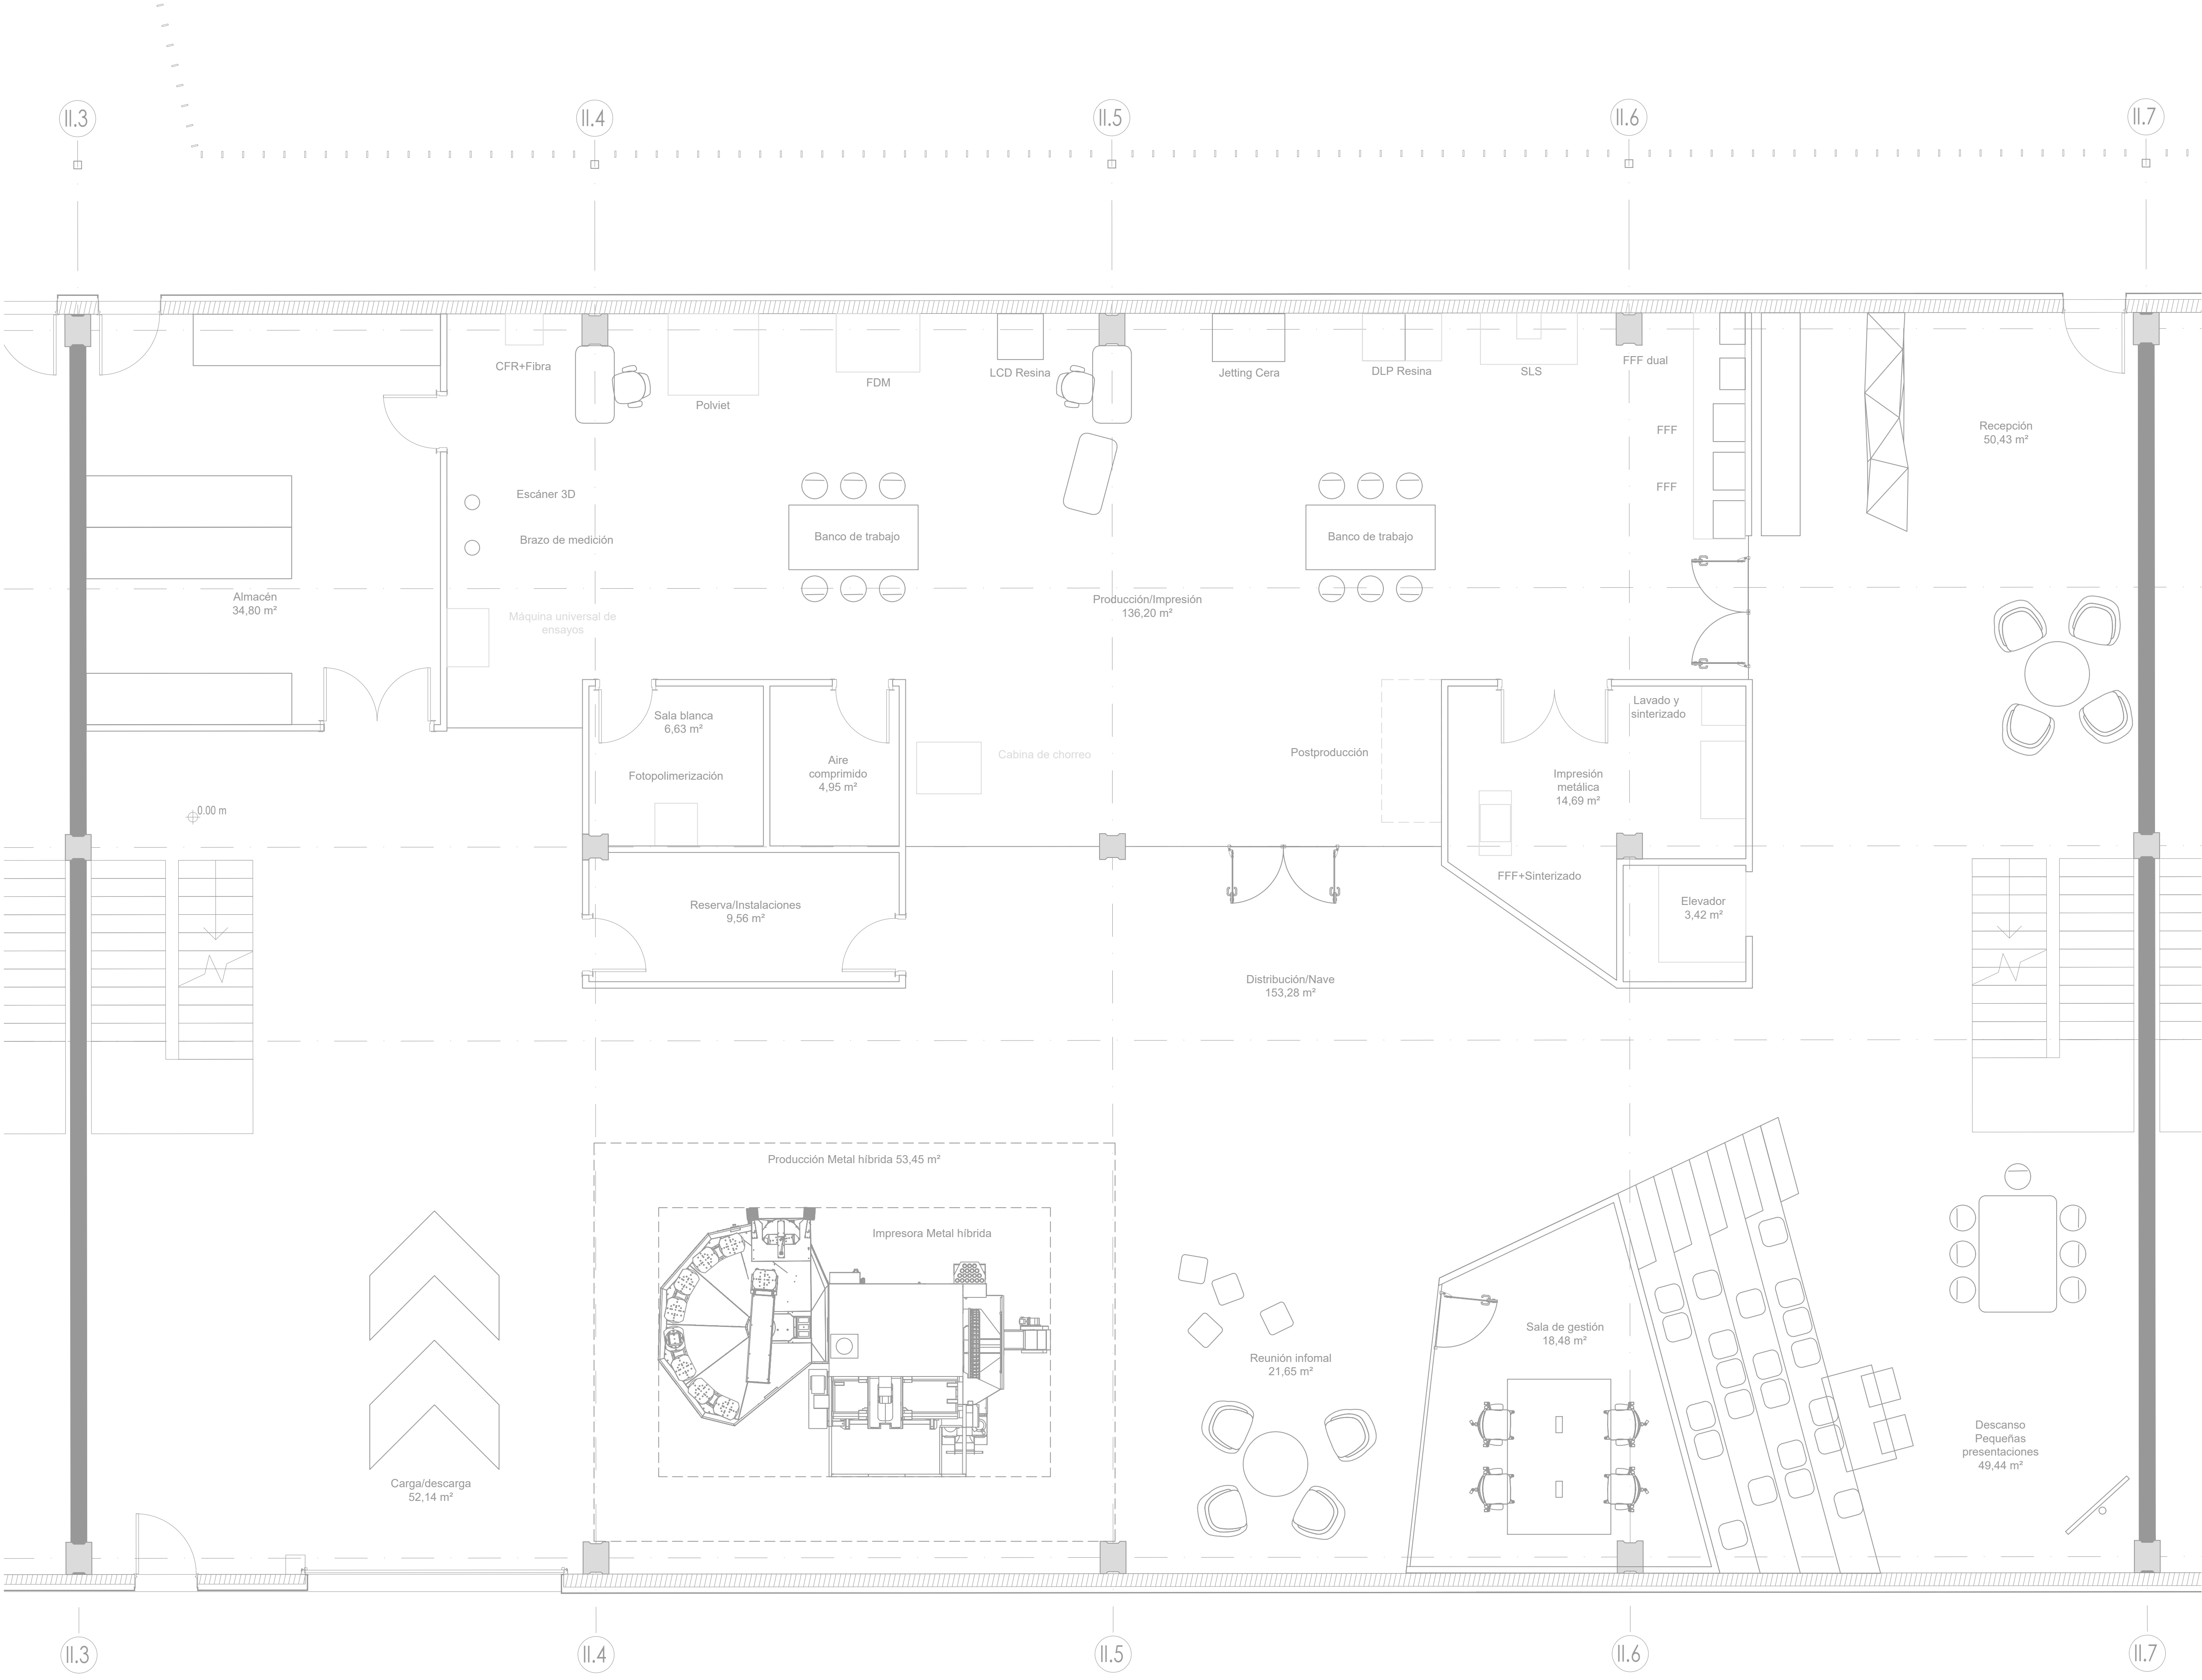 II.3
II.4
II.5
II.6
II.7
CFR+Fibra
Polviet
FDM
LCD Resina
Jetting Cera
DLP Resina
SLS
FFF dual
FFF
FFF
Recepción
50,43 m²
Escáner 3D
Brazo de medición
Banco de trabajo
Banco de trabajo
Almacén
34,80 m²
Máquina universal de
ensayos
Producción/Impresión
136,20 m²
Sala blanca
6,63 m²
Fotopolimerización
Aire
comprimido
4,95 m²
Cabina de chorreo
Postproducción
Lavado y
sinterizado
Impresión
metálica
14,69 m²
0.00 m
FFF+Sinterizado
Reserva/Instalaciones
9,56 m²
Elevador
3,42 m²
Distribución/Nave
153,28 m²
Producción Metal híbrida 53,45 m²
Impresora Metal híbrida
Reunión infomal
21,65 m²
Sala de gestión
18,48 m²
Descanso
Pequeñas
presentaciones
49,44 m²
Carga/descarga
52,14 m²
II.3
II.4
II.5
II.6
II.7